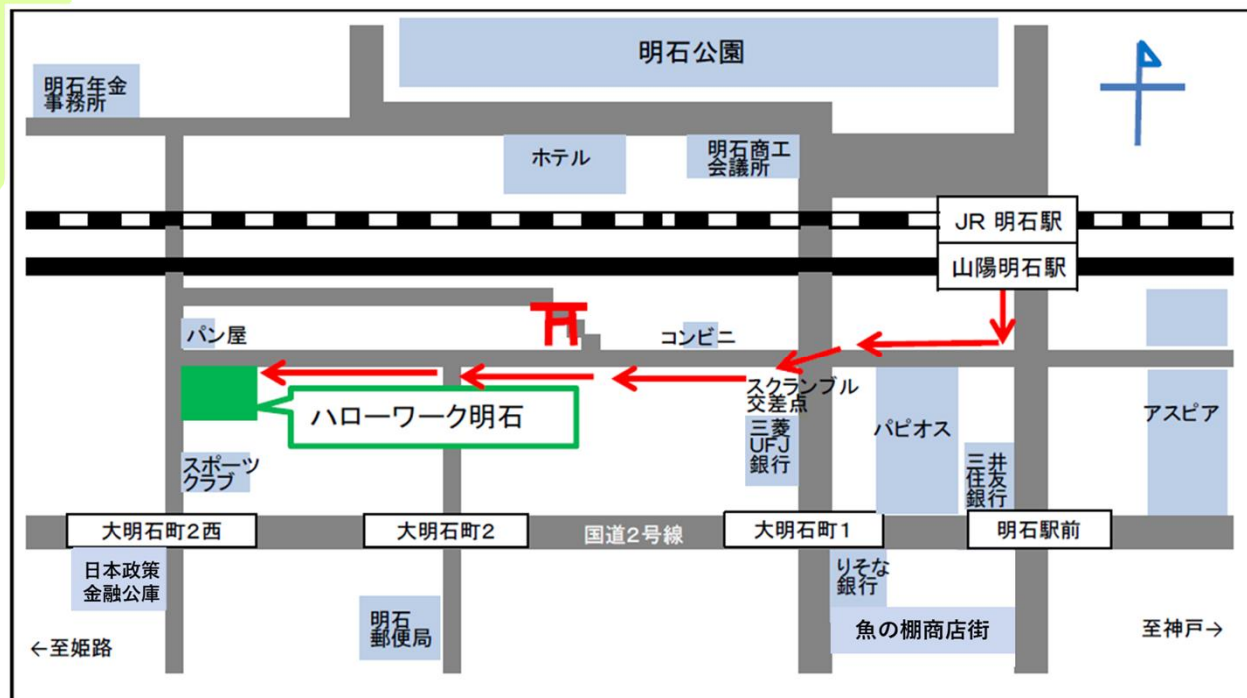 明石公園
明石年金
事務所
ホテル
明石商工
会議所
JR 明石駅
山陽明石駅
パン屋
コンビニ
スクランブル
交差点
ハローワーク明石
三菱
UFJ
銀行
パピオス
アスピア
三井
住友
銀行
スポーツ
クラブ
大明石町2西
大明石町2
国道2号線
大明石町1
明石駅前
日本政策
金融公庫
りそな
銀行
明石
郵便局
魚の棚商店街
←至姫路
至神戸→